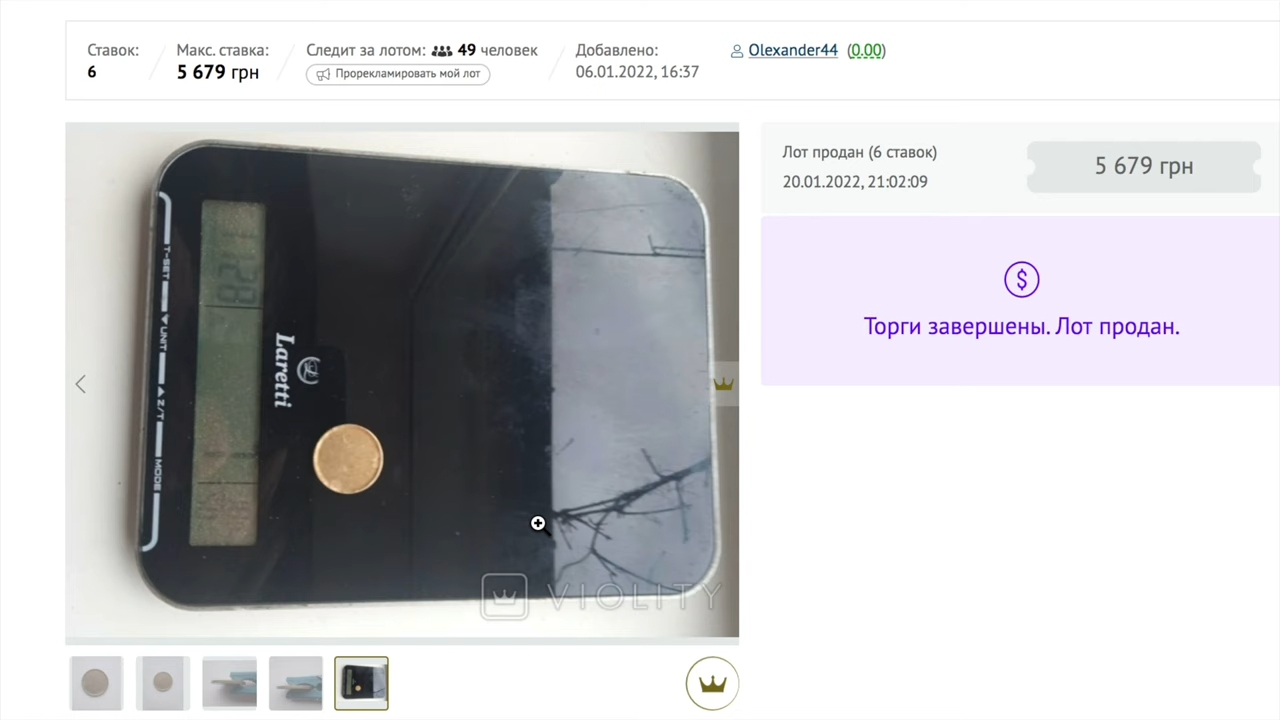 Ставок:
6
Макс. ставка:
5 679 грн
Следит за лотом: 49 человек
Прорекламировать мой лот
Добавлено:
06.01.2022, 16:37
Olexander44 (0.00)
Лот продан (6 ставок)
20.01.2022, 21:02:09
5 679 грн
Торги завершены. Лот продан.
T-SET
UNIT
Z/T
MODE
Laretti
VIOLITY